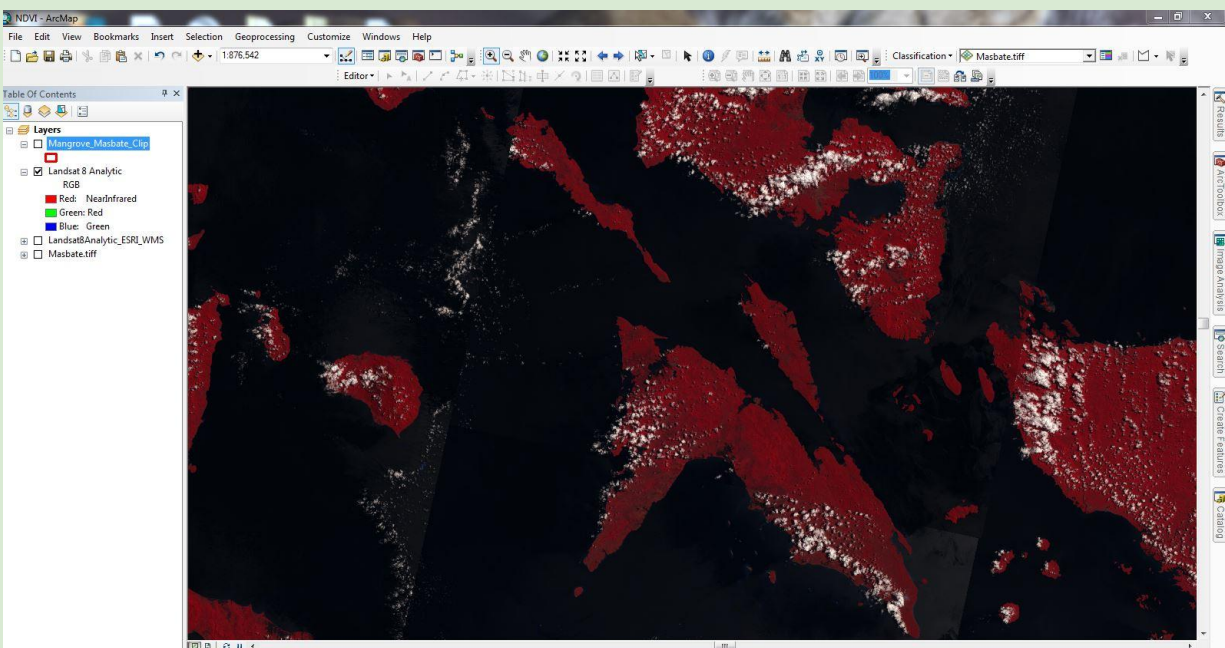 NDVI - ArcMap
File Edit View Bookmarks Insert Selection Geoprocessing Customize Windows Help
1:876,542
Classification
Masbate.tiff
Editor
100%
Table Of Contents
Layers
Mangrove_Masbate_Clip
Landsat 8 Analytic
RGB
Red: NearInfrared
Green: Red
Blue: Green
Landsat8Analytic_ESRI_WMS
Masbate.tiff
Results
ArcToolbox
Image Analysis
Search
Create Features
Catalog